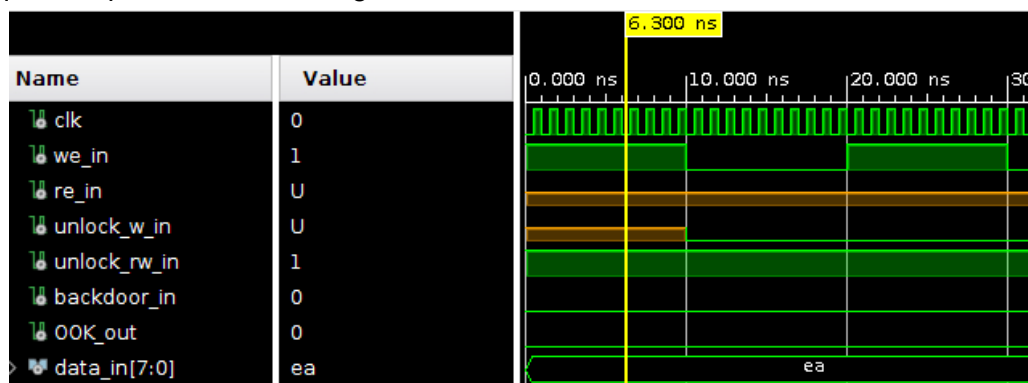 6.300 ns
Name Value 0.000 ns 10.000 ns 20.000 ns 30
clk 0
we_in 1
re_in U
unlock_w_in U
unlock_rw_in 1
backdoor_in 0
OOK_out 0
data_in[7:0] ea ea